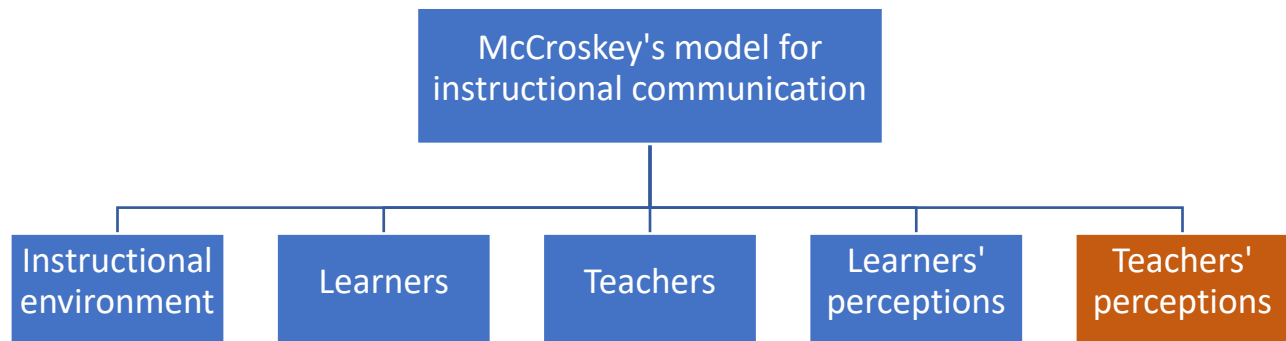 McCroskey's model for
instructional communication
Instructional
environment
Learners
Teachers
Learners'
perceptions
Teachers'
perceptions